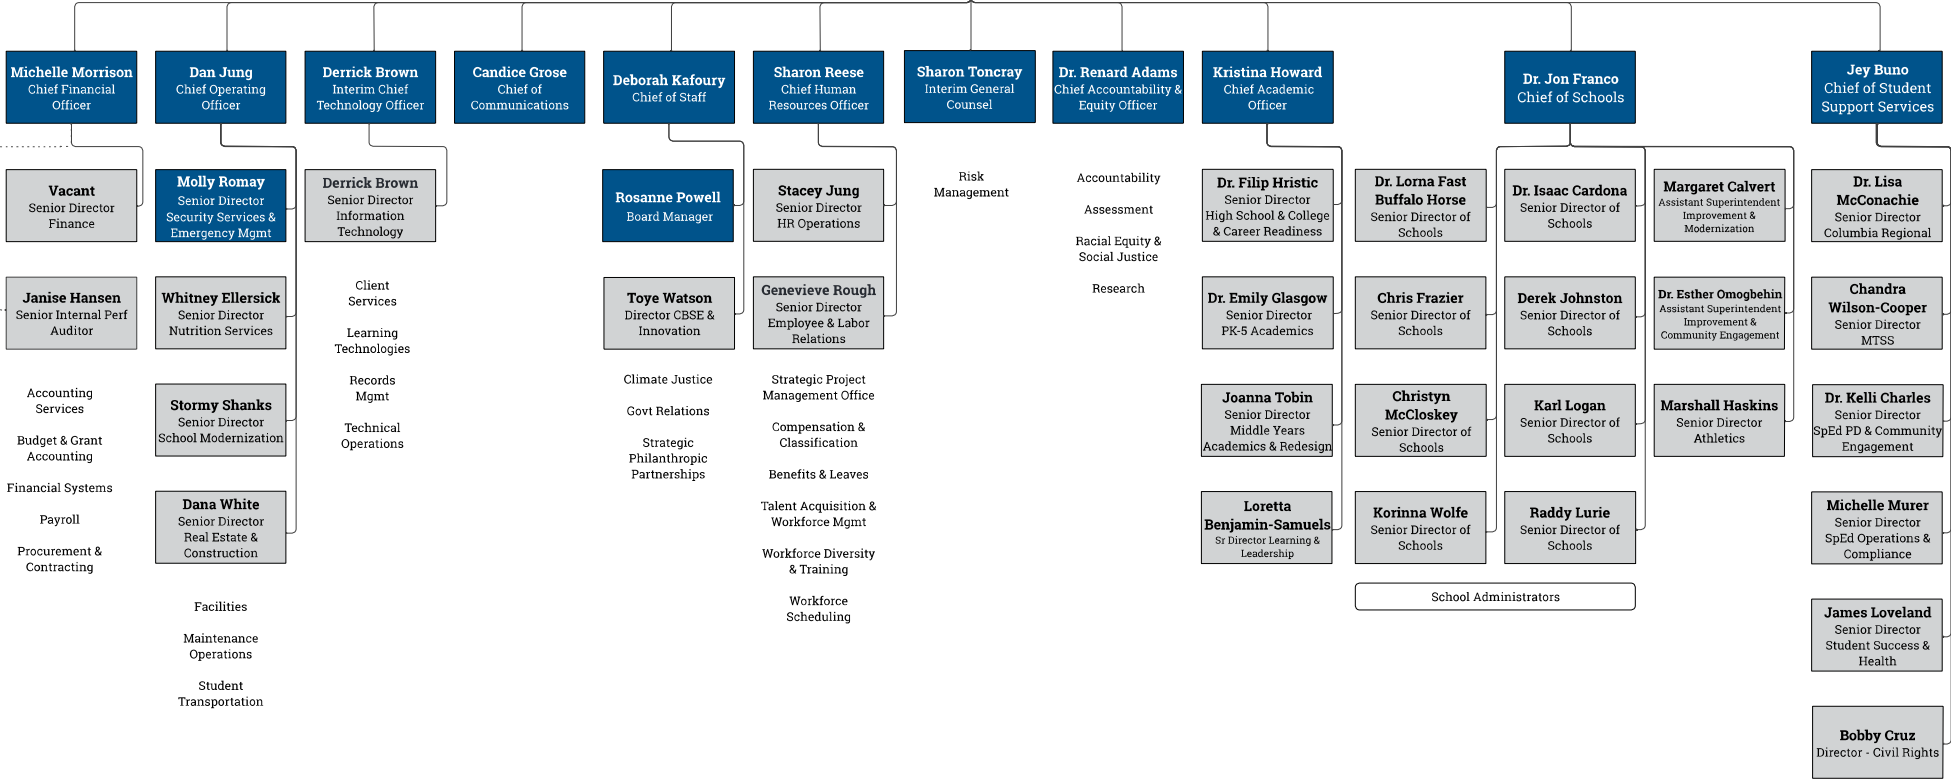 Michelle Morrison
Chief Financial
Officer
Dan Jung
Chief Operating
Officer
Derrick Brown
Interim Chief
Technology Officer
Candice Grose
Chief of
Communications
Deborah Kafoury
Chief of Staff
Sharon Reese
Chief Human
Resources Officer
Sharon Toncray
Interim General
Counsel
Dr. Renard Adams
Chief Accountability &
Equity Officer
Kristina Howard
Chief Academic
Officer
Dr. Jon Franco
Chief of Schools
Jey Buno
Chief of Student
Support Services
Vacant
Senior Director
Finance
Janise Hansen
Senior Internal Perf
Auditor
Accounting
Services
Budget & Grant
Accounting
Financial Systems
Payroll
Procurement &
Contracting
Molly Romay
Senior Director
Security Services &
Emergency Mgmt
Whitney Ellersick
Senior Director
Nutrition Services
Stormy Shanks
Senior Director
School Modernization
Dana White
Senior Director
Real Estate &
Construction
Facilities
Maintenance
Operations
Student
Transportation
Derrick Brown
Senior Director
Information
Technology
Client
Services
Learning
Technologies
Records
Mgmt
Technical
Operations
Rosanne Powell
Board Manager
Toye Watson
Director CBSE &
Innovation
Climate Justice
Govt Relations
Strategic
Philanthropic
Partnerships
Stacey Jung
Senior Director
HR Operations
Genevieve Rough
Senior Director
Employee & Labor
Relations
Strategic Project
Management Office
Compensation &
Classification
Benefits & Leaves
Talent Acquisition &
Workforce Mgmt
Workforce Diversity
& Training
Workforce
Scheduling
Risk
Management
Accountability
Assessment
Racial Equity &
Social Justice
Research
Dr. Filip Hristic
Senior Director
High School & College
& Career Readiness
Dr. Emily Glasgow
Senior Director
PK-5 Academics
Joanna Tobin
Senior Director
Middle Years
Academics & Redesign
Loretta
Benjamin-Samuels
Sr Director Learning &
Leadership
Dr. Lorna Fast
Buffalo Horse
Senior Director of
Schools
Chris Frazier
Senior Director of
Schools
Christyn
McCloskey
Senior Director of
Schools
Korinna Wolfe
Senior Director of
Schools
Dr. Isaac Cardona
Senior Director of
Schools
Derek Johnston
Senior Director of
Schools
Karl Logan
Senior Director of
Schools
Raddy Lurie
Senior Director of
Schools
School Administrators
Margaret Calvert
Assistant Superintendent
Improvement &
Modernization
Dr. Esther Omogbehin
Assistant Superintendent
Improvement &
Community Engagement
Marshall Haskins
Senior Director
Athletics
Dr. Lisa
McConachie
Senior Director
Columbia Regional
Chandra
Wilson-Cooper
Senior Director
MTSS
Dr. Kelli Charles
Senior Director
SpEd PD & Community
Engagement
Michelle Murer
Senior Director
SpEd Operations &
Compliance
James Loveland
Senior Director
Student Success &
Health
Bobby Cruz
Director - Civil Rights